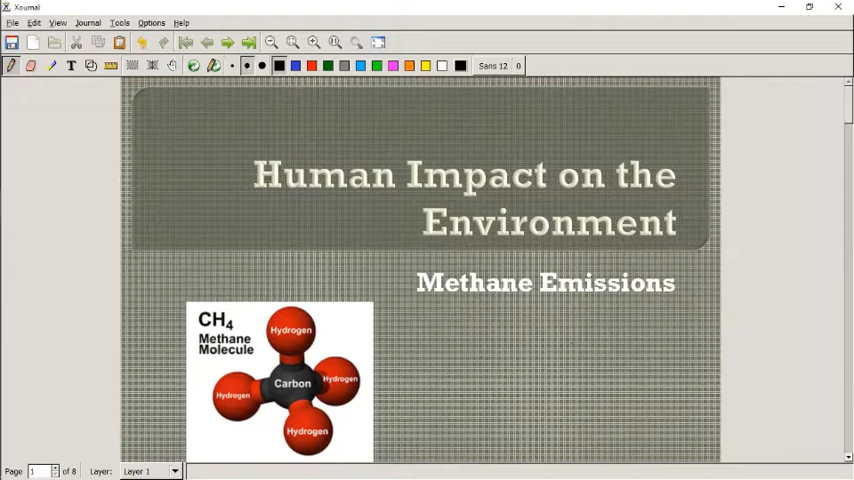 Xournal
File Edit View Journal Tools Options Help
T Sans 12 0
Human Impact on the
Environment
Methane Emissions
CH4
Methane
Molecule
Hydrogen
Hydrogen
Carbon
Hydrogen
Hydrogen
Page 1 of 8 Layer: Layer 1